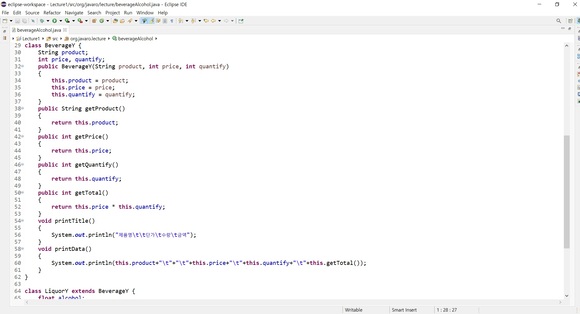 eclipse-workspace - Lecture1/src/org.javaro.lecture/beverageAlcohol.java - Eclipse IDE
File Edit Source Refactor Navigate Search Project Run Window Help
beverageAlcohol.java
Lecture1 src org.javaro.lecture beverageAlcohol
29 class BeverageY {
30 String product;
31 int price, quantify;
32 public BeverageY(String product, int price, int quantify)
33 {
34 this.product = product;
35 this.price = price;
36 this.quantify = quantify;
37 }
38 public String getProduct()
39 {
40 return this.product;
41 }
42 public int getPrice()
43 {
44 return this.price;
45 }
46 public int getQuantify()
47 {
48 return this.quantify;
49 }
50 public int getTotal()
51 {
52 return this.price * this.quantify;
53 }
54 void printTitle()
55 {
56 System.out.println("제품명\t\t단가\t수량\t금액");
57 }
58 void printData()
59 {
60 System.out.println(this.product+"\t"+"\t"+this.price+"\t"+this.quantify+"\t"+this.getTotal());
61 }
62 }
63
64 class LiquorY extends BeverageY {
65 float alcohol;
Writable Smart Insert 1 : 28 : 27